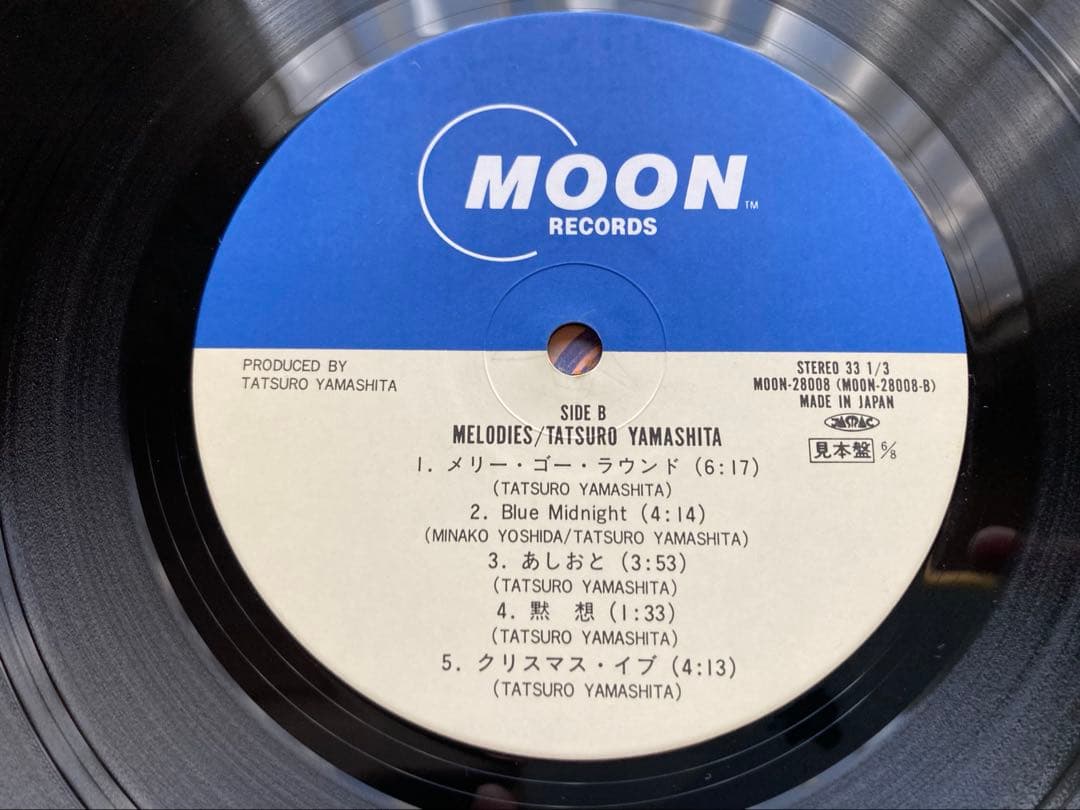 MOON™
RECORDS
PRODUCED BY
TATSURO YAMASHITA
STEREO 33 1/3
MOON-28008 (MOON-28008-B)
MADE IN JAPAN
JASRAC
見本盤 6/8
SIDE B
MELODIES/TATSURO YAMASHITA
1. メリー・ゴー・ラウンド (6:17)
(TATSURO YAMASHITA)
2. Blue Midnight (4:14)
(MINAKO YOSHIDA/TATSURO YAMASHITA)
3. あしおと (3:53)
(TATSURO YAMASHITA)
4. 黙 想 (1:33)
(TATSURO YAMASHITA)
5. クリスマス・イブ (4:13)
(TATSURO YAMASHITA)